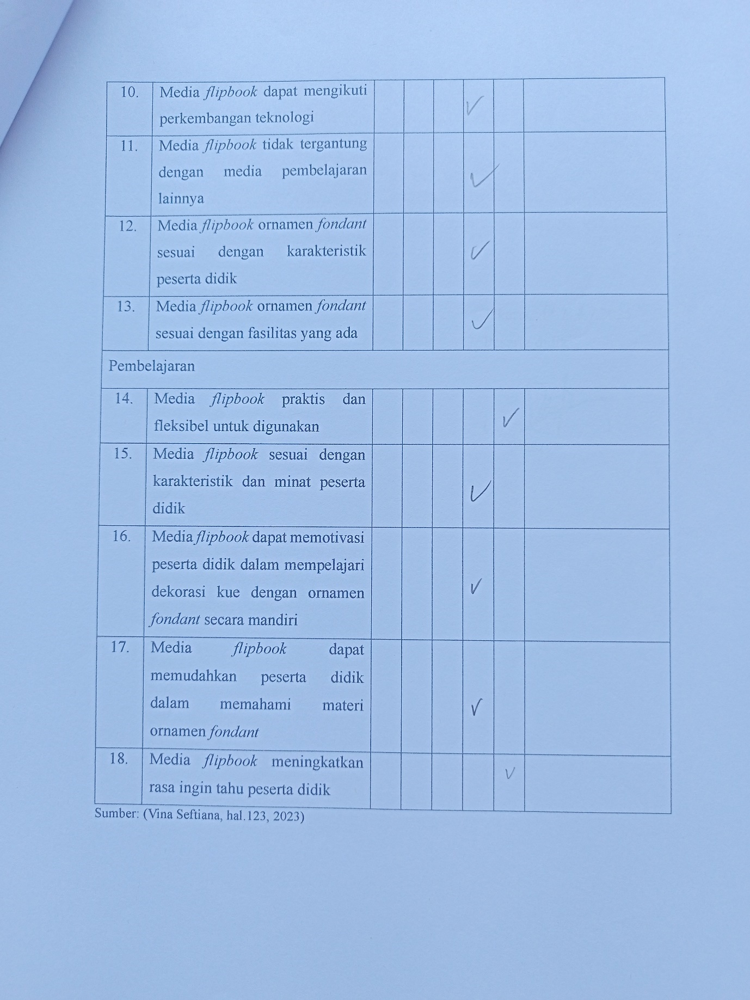 10. Media flipbook dapat mengikuti
perkembangan teknologi
✓
11. Media flipbook tidak tergantung
dengan media pembelajaran
lainnya
✓
12. Media flipbook ornamen fondant
sesuai dengan karakteristik
peserta didik
✓
13. Media flipbook ornamen fondant
sesuai dengan fasilitas yang ada
✓
Pembelajaran
14. Media flipbook praktis dan
fleksibel untuk digunakan
✓
15. Media flipbook sesuai dengan
karakteristik dan minat peserta
didik
✓
16. Media flipbook dapat memotivasi
peserta didik dalam mempelajari
dekorasi kue dengan ornamen
fondant secara mandiri
✓
17. Media flipbook dapat
memudahkan peserta didik
dalam memahami materi
ornamen fondant
✓
18. Media flipbook meningkatkan
rasa ingin tahu peserta didik
✓
Sumber: (Vina Seftiana, hal.123, 2023)